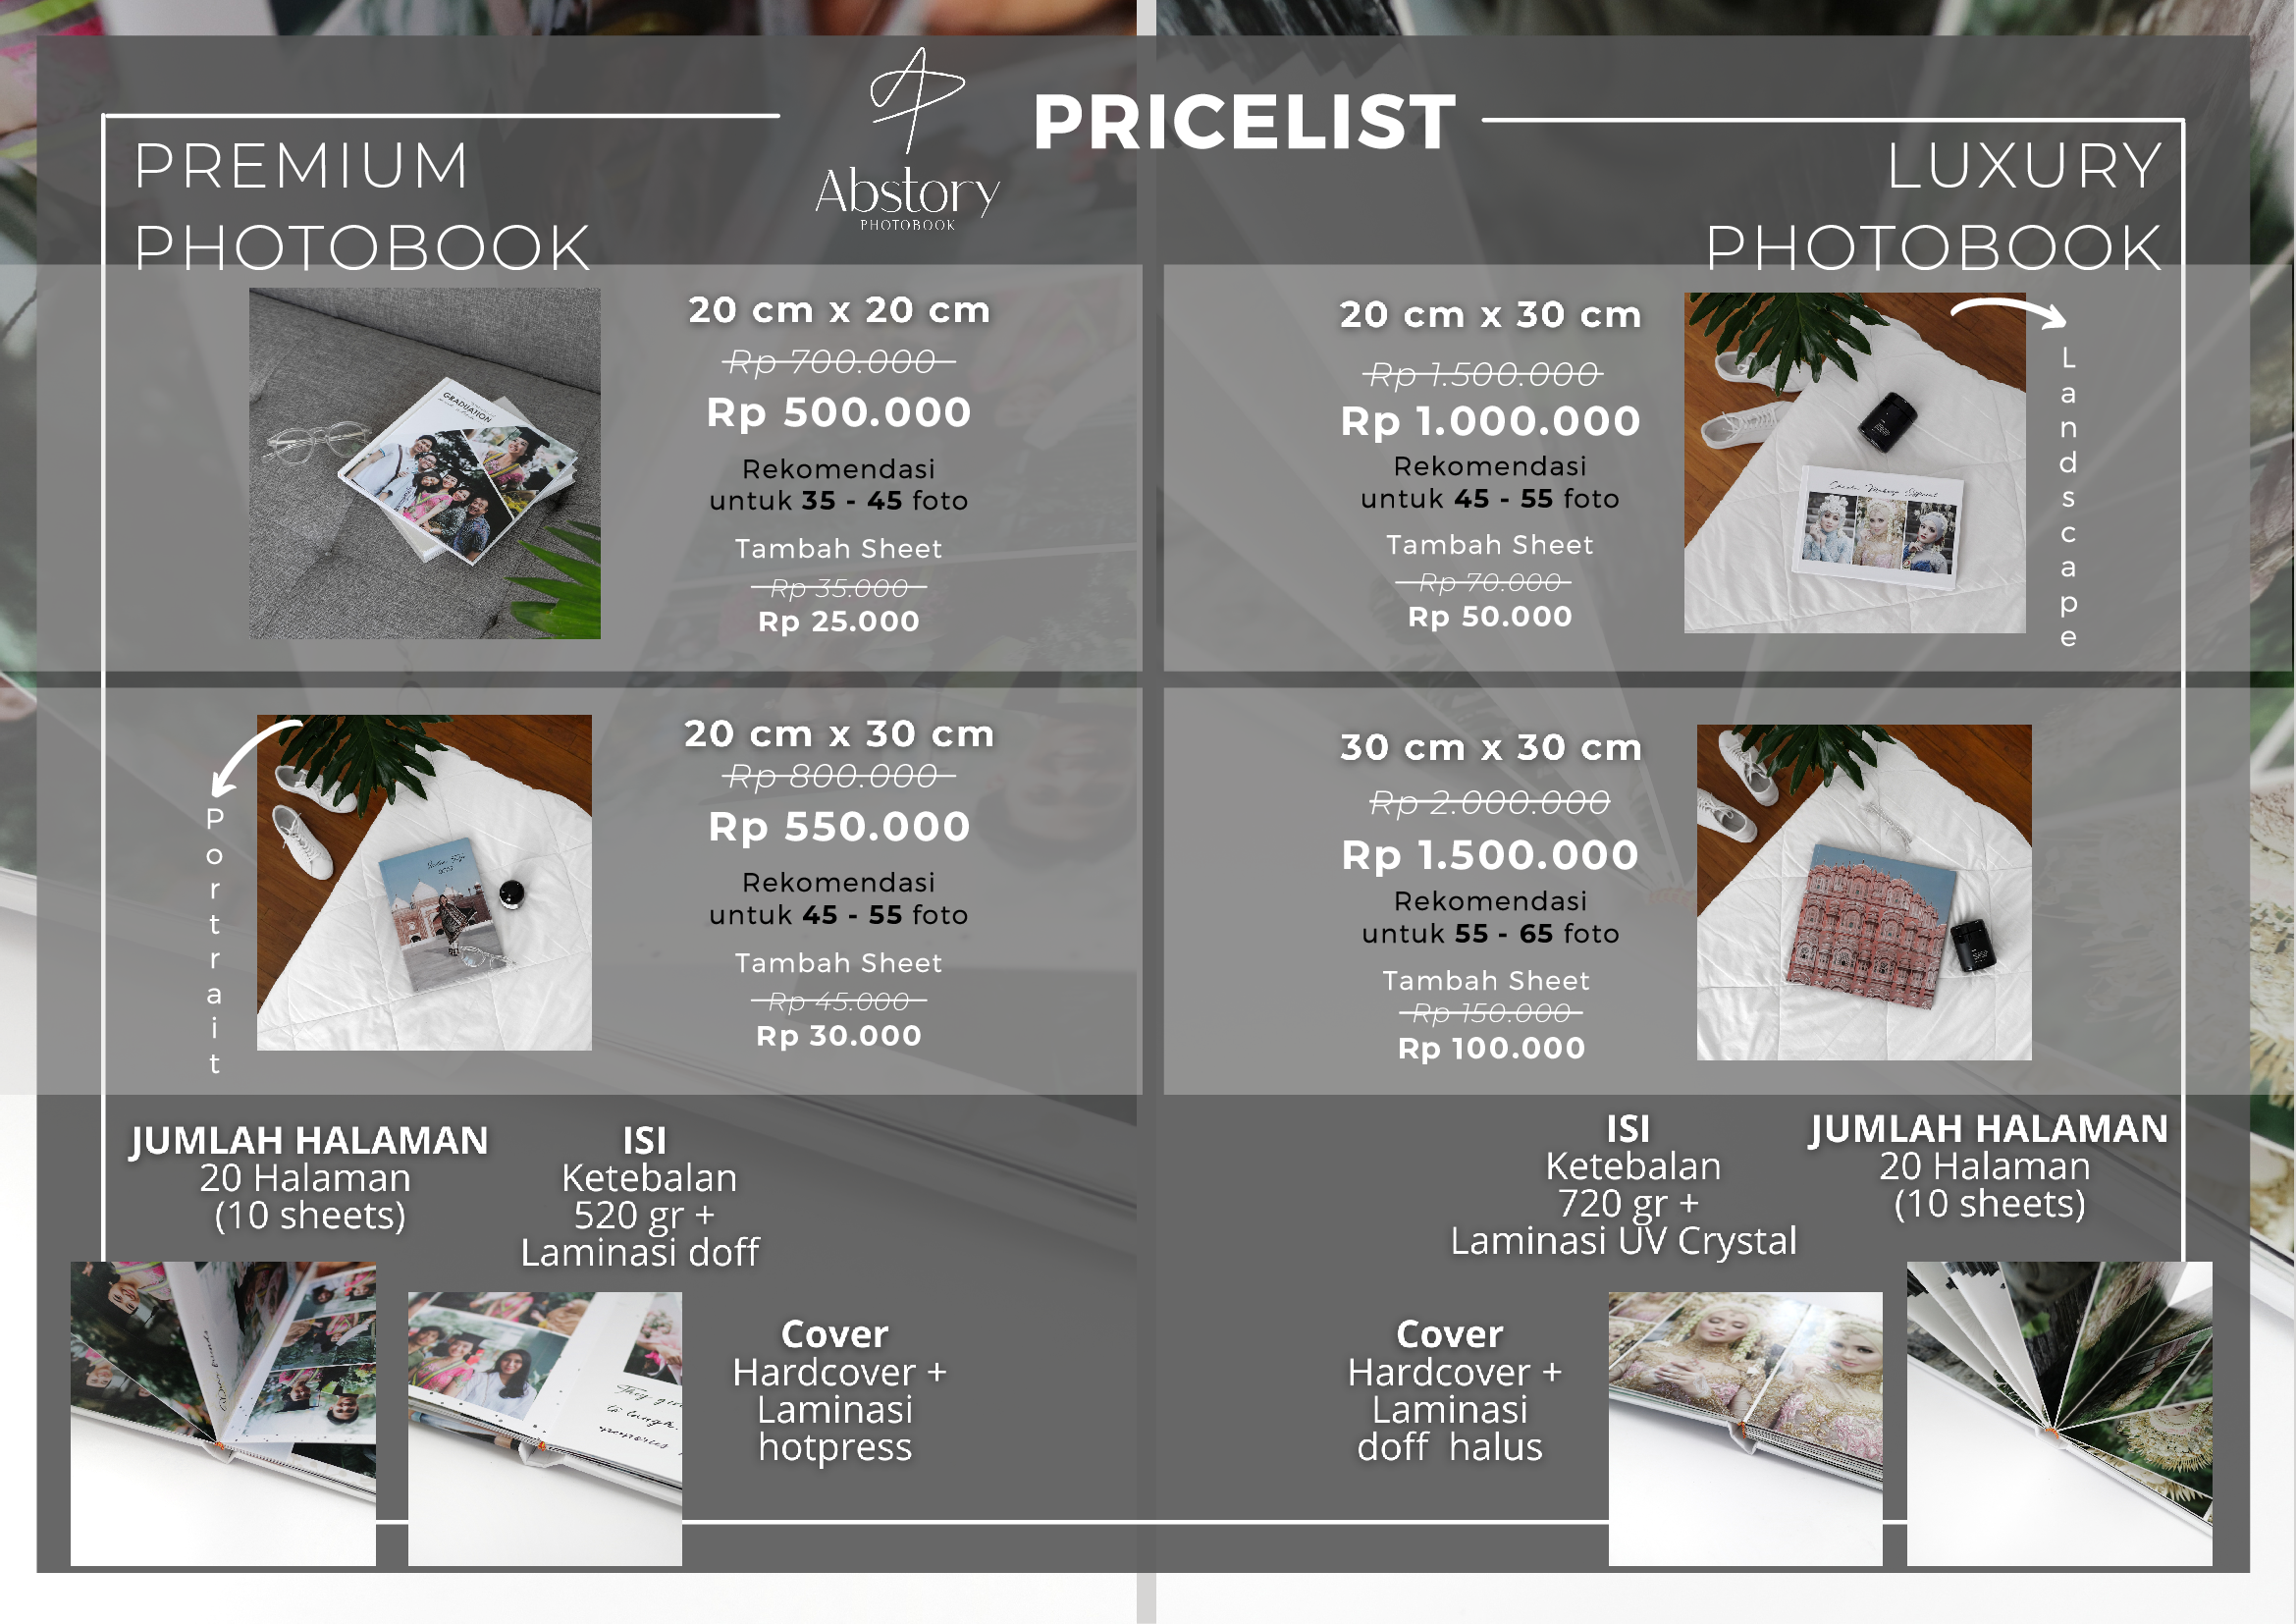 Abstory
PHOTOBOOK
PRICELIST
PREMIUM
PHOTOBOOK
20 cm x 20 cm
Rp 700.000
Rp 500.000
Rekomendasi
untuk 35 - 45 foto
Tambah Sheet
Rp 35.000
Rp 25.000
GRADUATION
Portrait
20 cm x 30 cm
Rp 800.000
Rp 550.000
Rekomendasi
untuk 45 - 55 foto
Tambah Sheet
Rp 45.000
Rp 30.000
JUMLAH HALAMAN
20 Halaman
(10 sheets)
ISI
Ketebalan
520 gr +
Laminasi doff
Cover
Hardcover +
Laminasi
hotpress
LUXURY
PHOTOBOOK
20 cm x 30 cm
Rp 1.500.000
Rp 1.000.000
Rekomendasi
untuk 45 - 55 foto
Tambah Sheet
Rp 70.000
Rp 50.000
Landscape
30 cm x 30 cm
Rp 2.000.000
Rp 1.500.000
Rekomendasi
untuk 55 - 65 foto
Tambah Sheet
Rp 150.000
Rp 100.000
ISI
Ketebalan
720 gr +
Laminasi UV Crystal
JUMLAH HALAMAN
20 Halaman
(10 sheets)
Cover
Hardcover +
Laminasi
doff halus